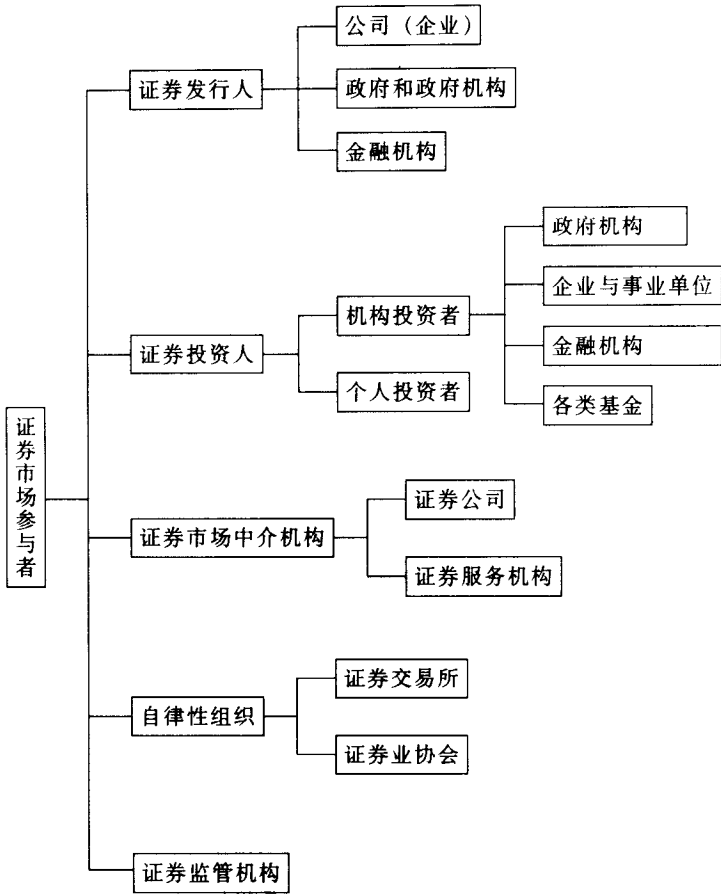 证券市场参与者
证券发行人
公司（企业）
政府和政府机构
金融机构
证券投资人
机构投资者
政府机构
企业与事业单位
金融机构
各类基金
个人投资者
证券市场中介机构
证券公司
证券服务机构
自律性组织
证券交易所
证券业协会
证券监管机构